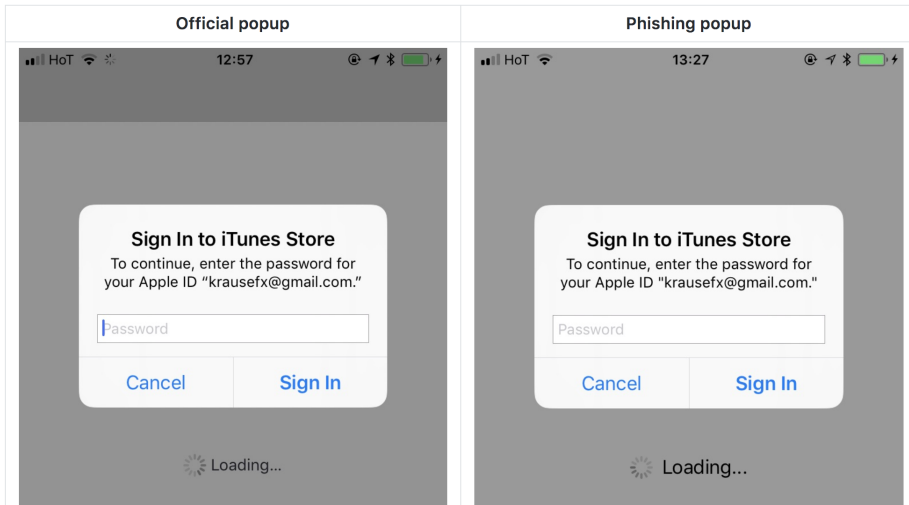 Official popup
Phishing popup
HoT 12:57
Sign In to iTunes Store
To continue, enter the password for
your Apple ID “krausefx@gmail.com.”
Password
Cancel Sign In
Loading...
HoT 13:27
Sign In to iTunes Store
To continue, enter the password for
your Apple ID "krausefx@gmail.com."
Password
Cancel Sign In
Loading...